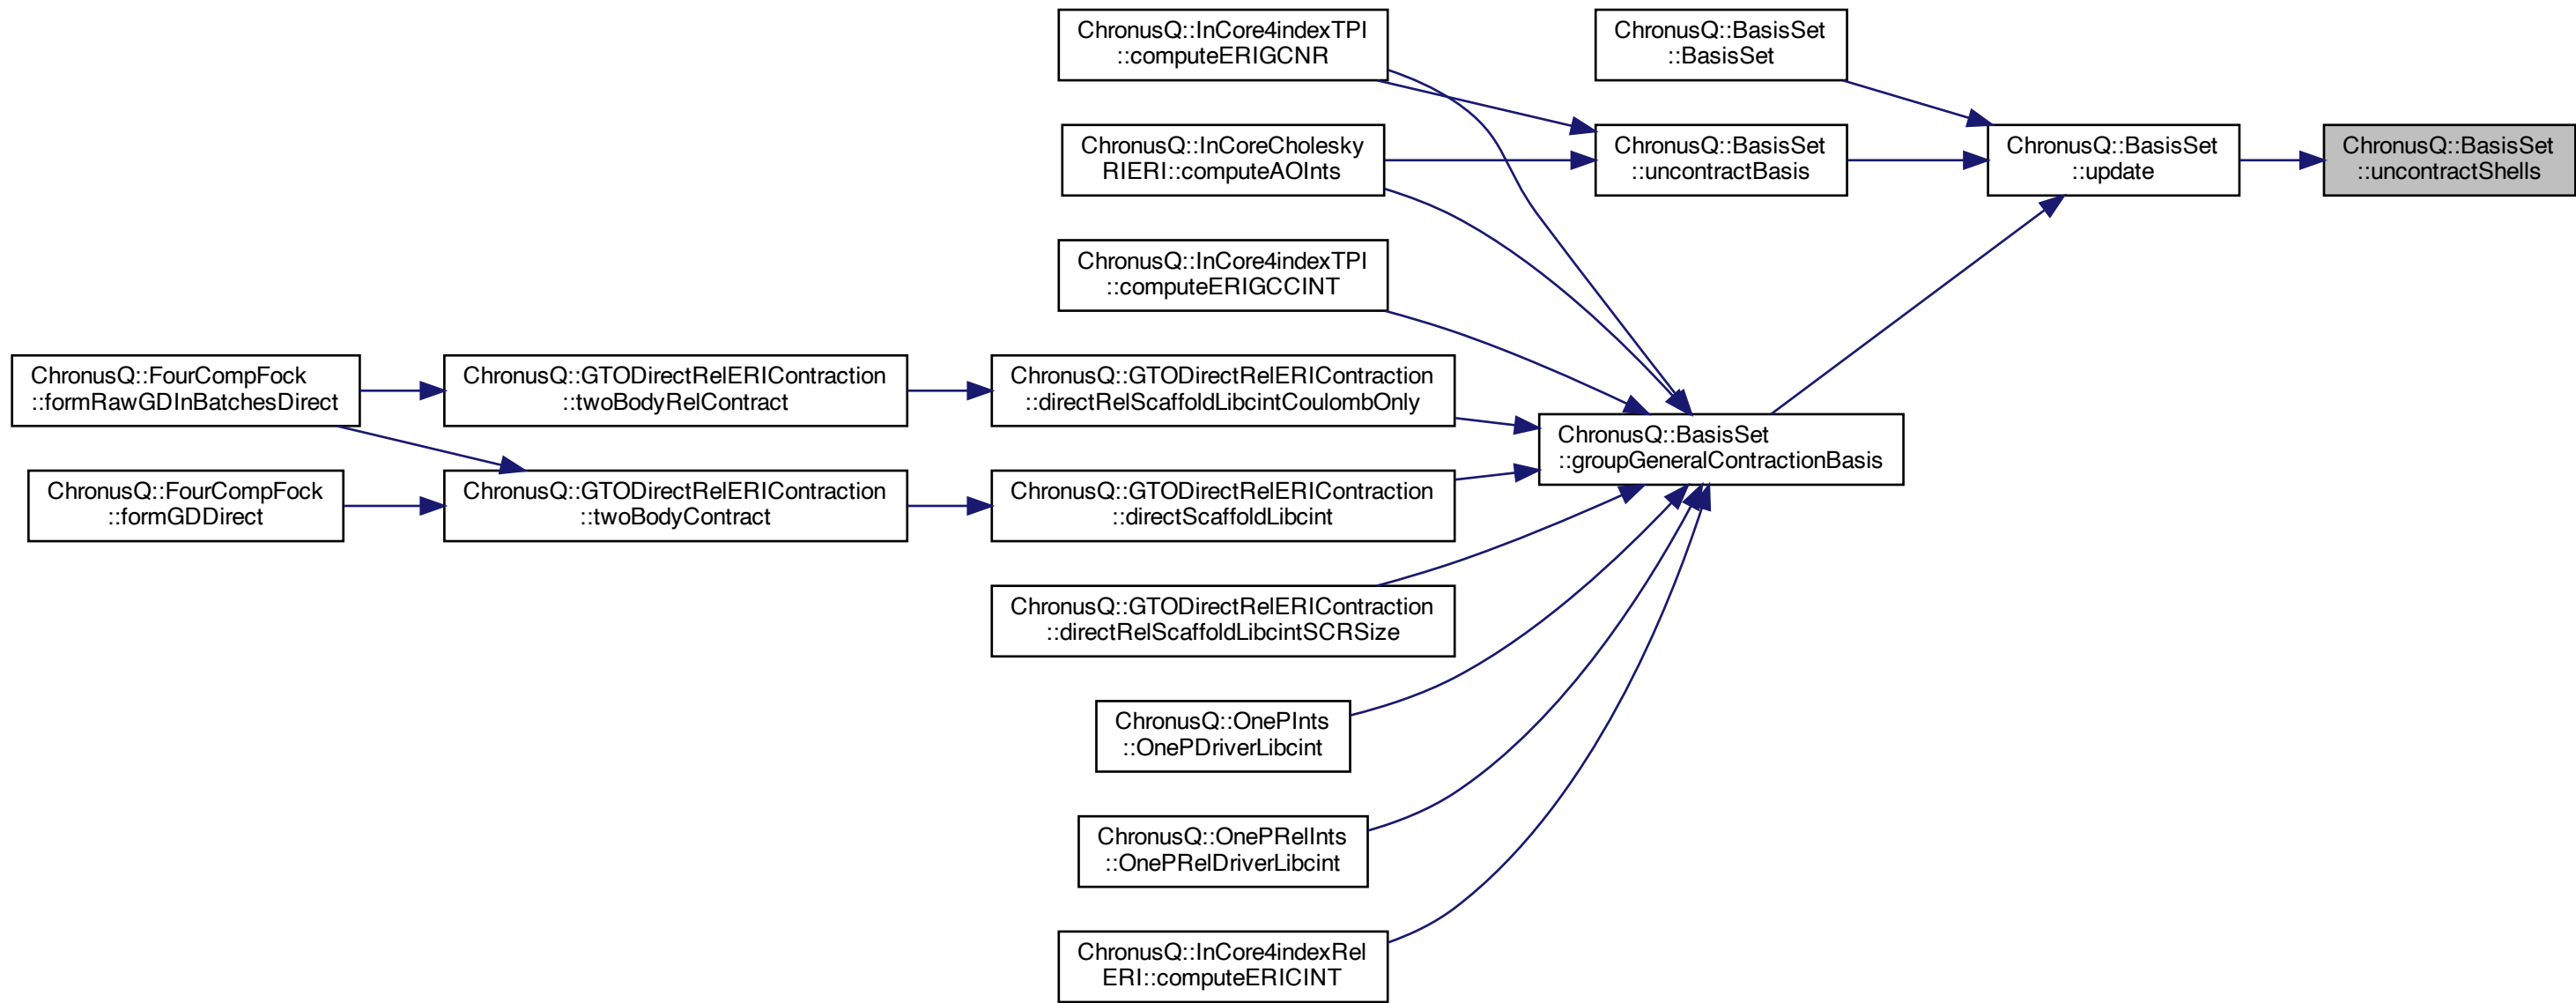 ChronusQ::InCore4indexTPI
::computeERIGCNR
ChronusQ::BasisSet
::BasisSet
ChronusQ::InCoreCholesky
RIERI::computeAOInts
ChronusQ::BasisSet
::uncontractBasis
ChronusQ::BasisSet
::update
ChronusQ::BasisSet
::uncontractShells
ChronusQ::InCore4indexTPI
::computeERIGCCINT
ChronusQ::FourCompFock
::formRawGDInBatchesDirect
ChronusQ::GTODirectRelERIContraction
::twoBodyRelContract
ChronusQ::GTODirectRelERIContraction
::directRelScaffoldLibcintCoulombOnly
ChronusQ::BasisSet
::groupGeneralContractionBasis
ChronusQ::FourCompFock
::formGDDirect
ChronusQ::GTODirectRelERIContraction
::twoBodyContract
ChronusQ::GTODirectRelERIContraction
::directScaffoldLibcint
ChronusQ::GTODirectRelERIContraction
::directRelScaffoldLibcintSCRSize
ChronusQ::OnePInts
::OnePDriverLibcint
ChronusQ::OnePRelInts
::OnePRelDriverLibcint
ChronusQ::InCore4indexRel
ERI::computeERICINT